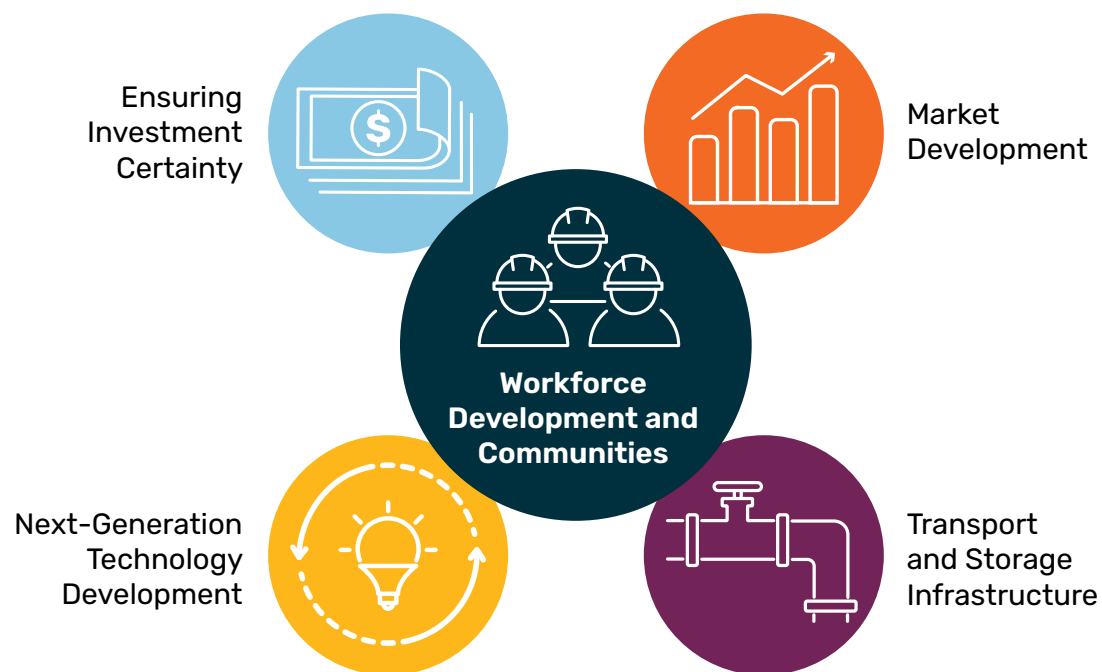 Ensuring
Investment
Certainty
$
Market
Development
Workforce
Development and
Communities
Next-Generation
Technology
Development
Transport
and Storage
Infrastructure